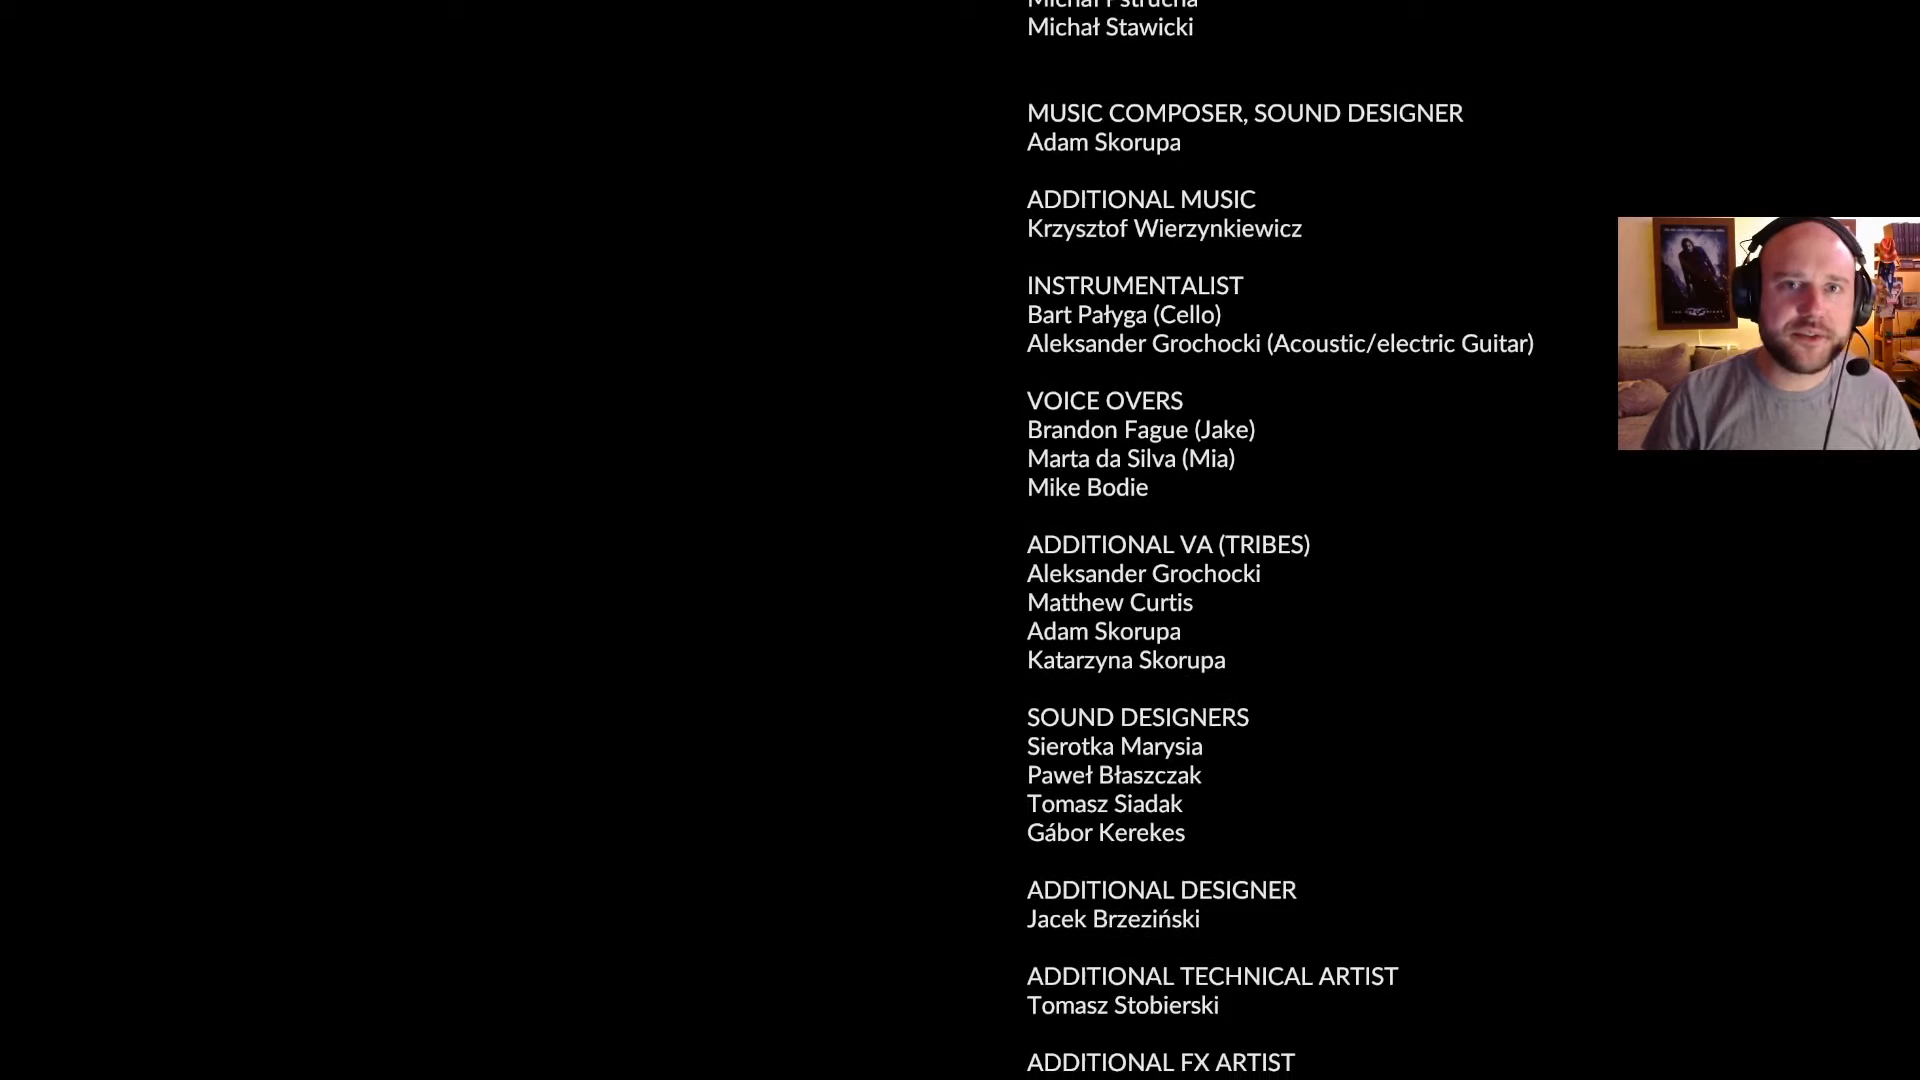 Michał Pstrucha
Michał Stawicki
MUSIC COMPOSER, SOUND DESIGNER
Adam Skorupa
ADDITIONAL MUSIC
Krzysztof Wierzynkiewicz
INSTRUMENTALIST
Bart Pałyga (Cello)
Aleksander Grochocki (Acoustic/electric Guitar)
VOICE OVERS
Brandon Fague (Jake)
Marta da Silva (Mia)
Mike Bodie
ADDITIONAL VA (TRIBES)
Aleksander Grochocki
Matthew Curtis
Adam Skorupa
Katarzyna Skorupa
SOUND DESIGNERS
Sierotka Marysia
Paweł Błaszczak
Tomasz Siadak
Gábor Kerekes
ADDITIONAL DESIGNER
Jacek Brzeziński
ADDITIONAL TECHNICAL ARTIST
Tomasz Stobierski
ADDITIONAL FX ARTIST